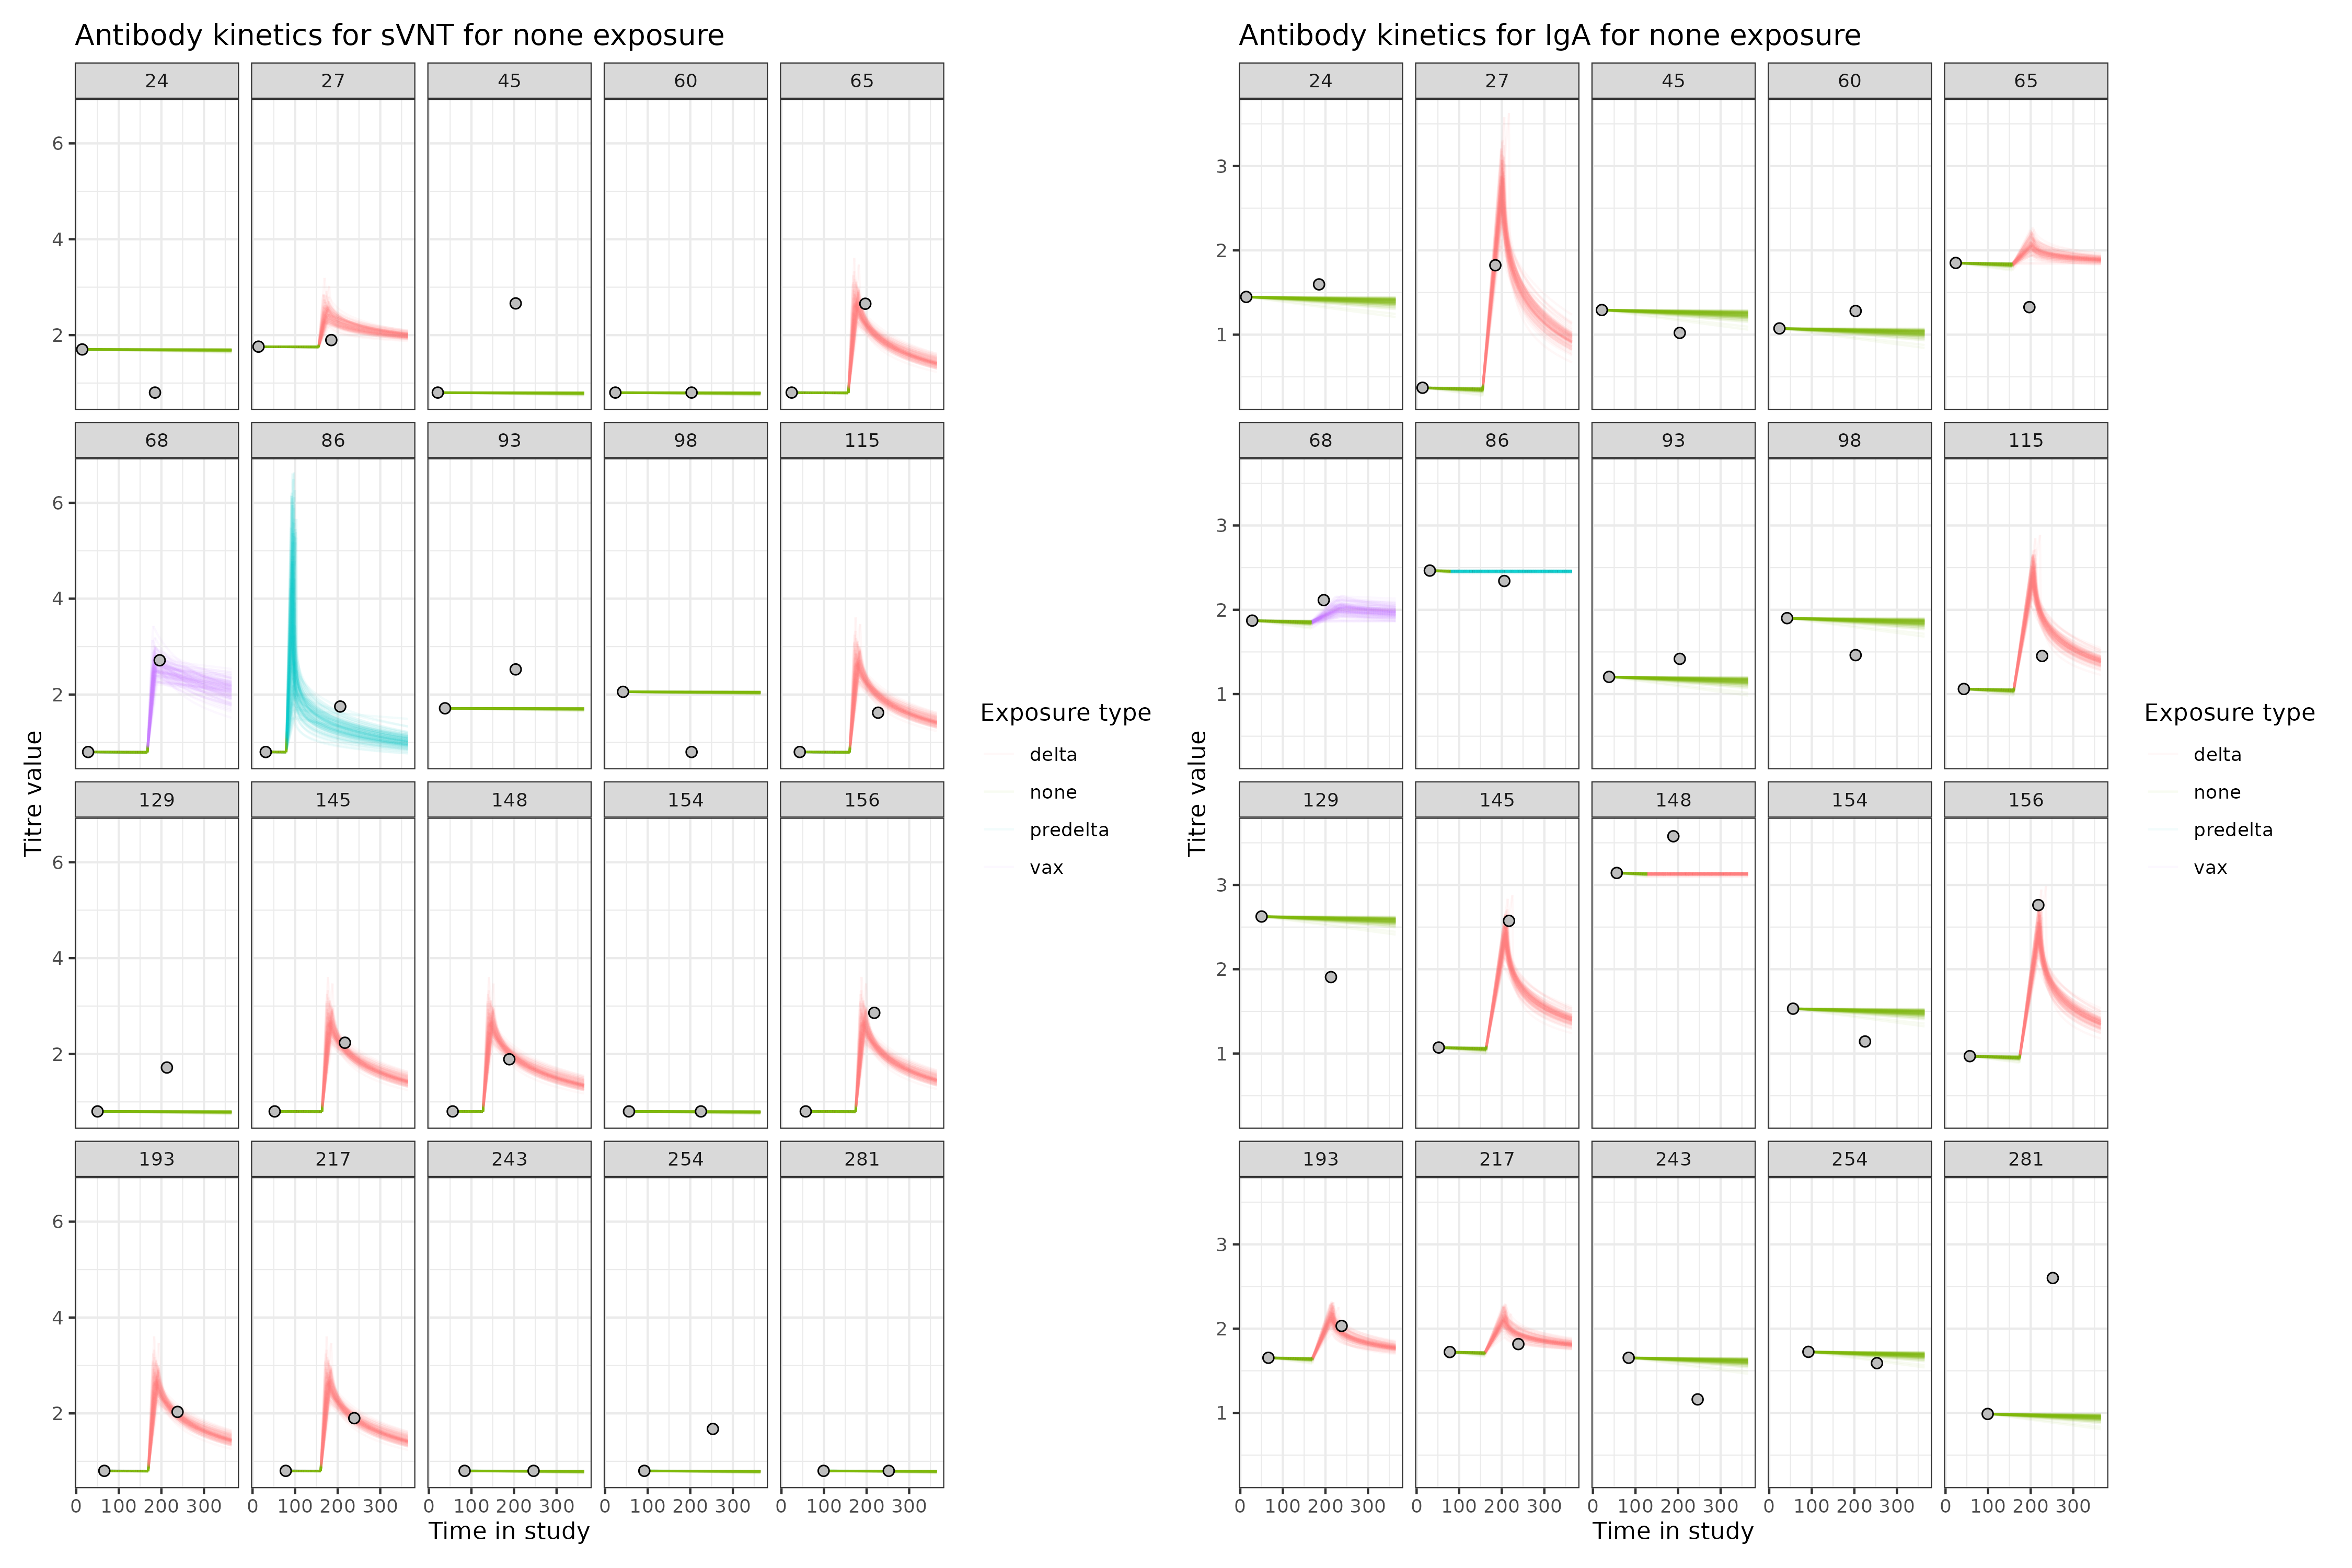 Antibody kinetics for sVNT for none exposure
24 27 45 60 65
6
4
2
68 86 93 98 115
6
4
2
129 145 148 154 156
6
4
2
193 217 243 254 281
6
4
2
0 100 200 300 0 100 200 300 0 100 200 300 0 100 200 300 0 100 200 300
Time in study
Titre value
Exposure type
delta
none
predelta
vax
Antibody kinetics for IgA for none exposure
24 27 45 60 65
3
2
1
68 86 93 98 115
3
2
1
129 145 148 154 156
3
2
1
193 217 243 254 281
3
2
1
0 100 200 300 0 100 200 300 0 100 200 300 0 100 200 300 0 100 200 300
Time in study
Titre value
Exposure type
delta
none
predelta
vax